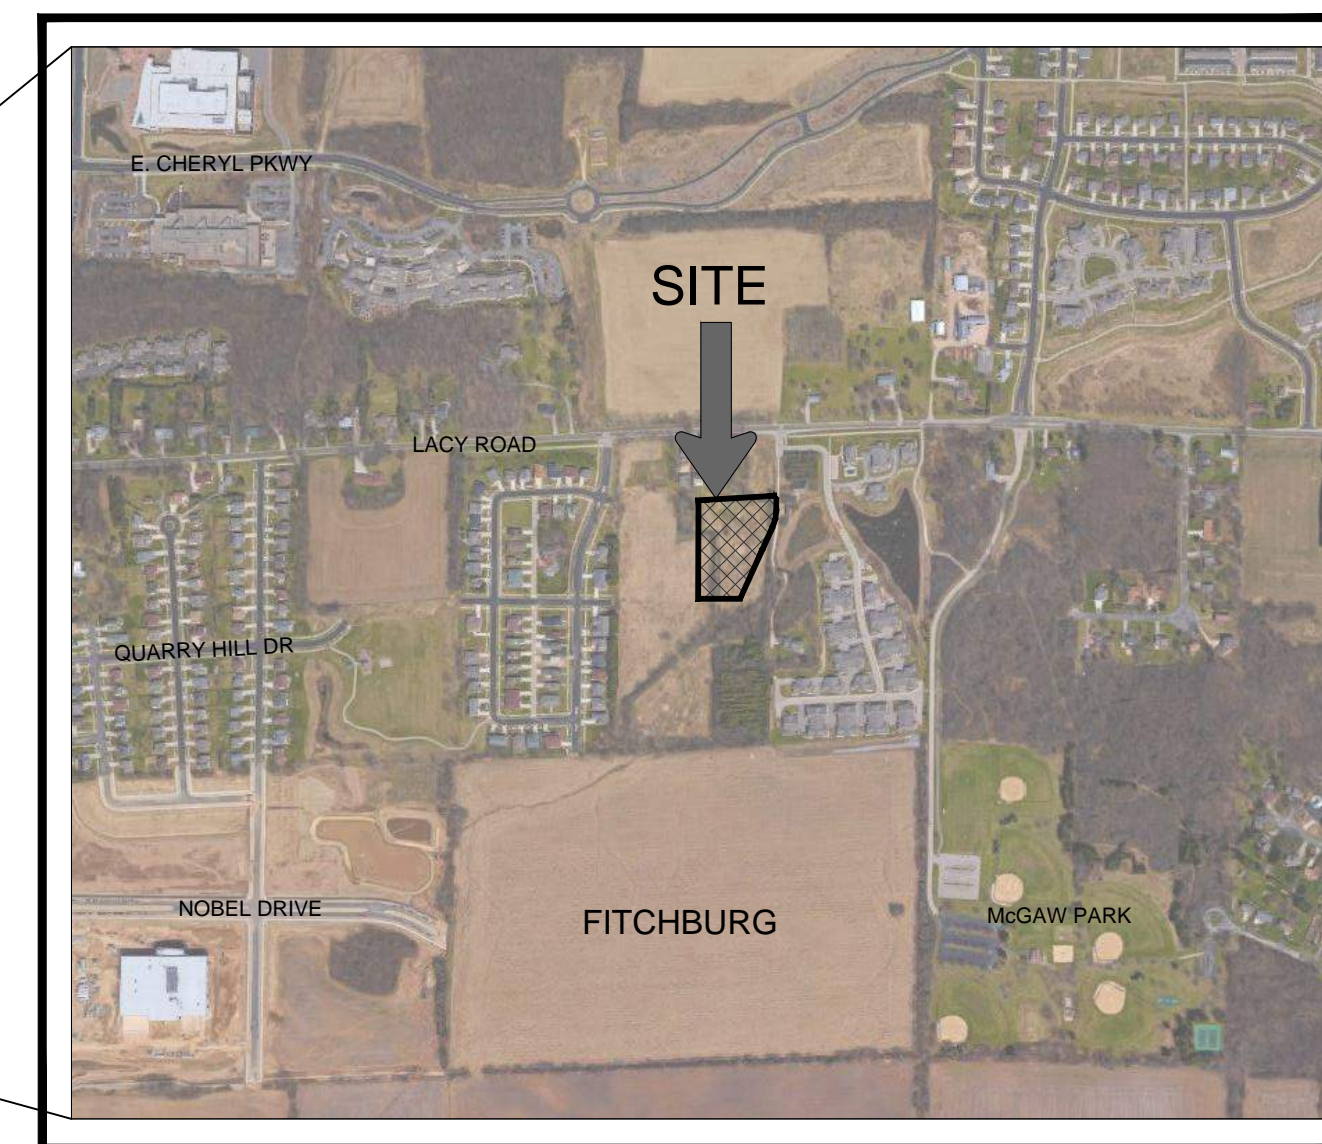 E. CHERYL PKWY
SITE
LACY ROAD
QUARRY HILL DR
NOBEL DRIVE
FITCHBURG
McGAW PARK